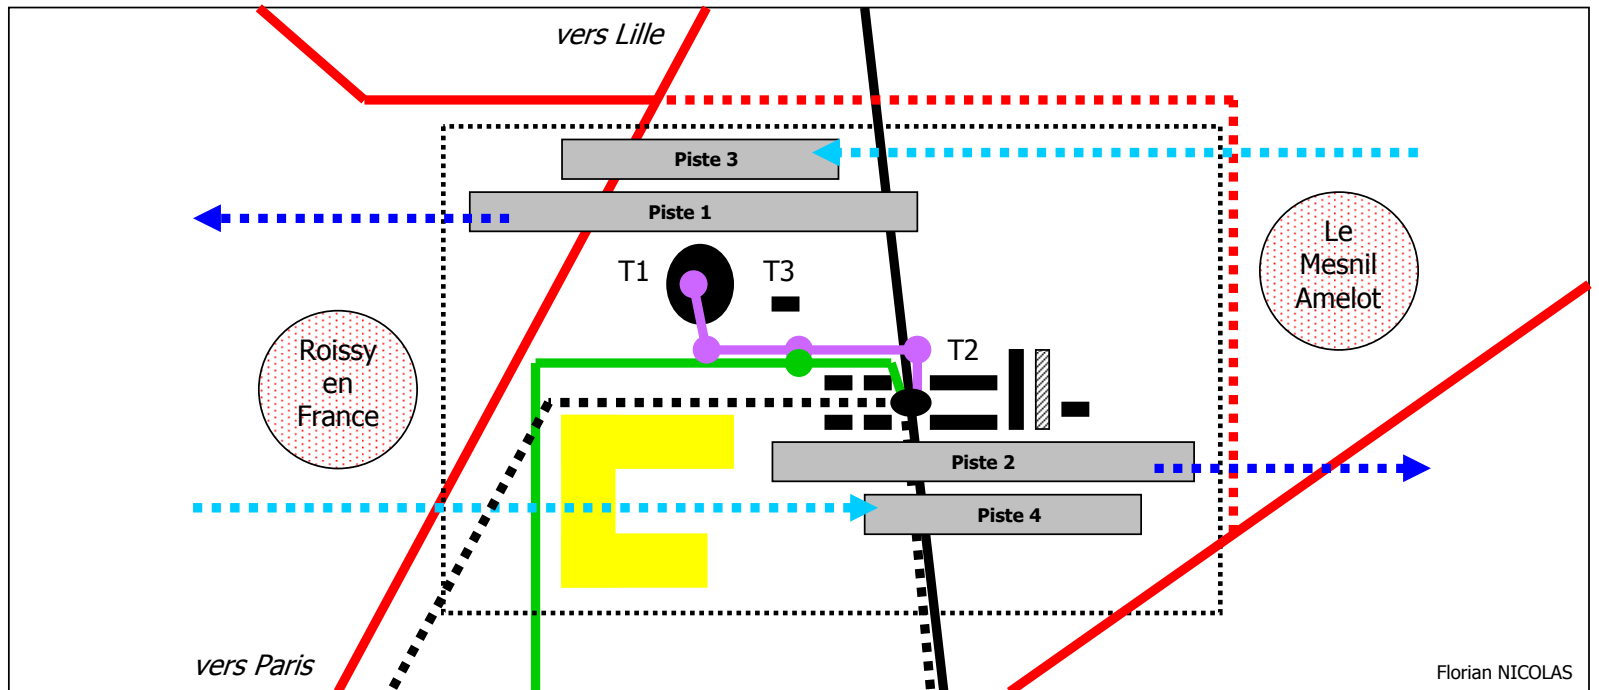 vers Lille
Piste 3
Piste 1
Le
Mesnil
Amelot
T1
T3
Roissy
en
France
T2
Piste 2
Piste 4
vers Paris
Florian NICOLAS